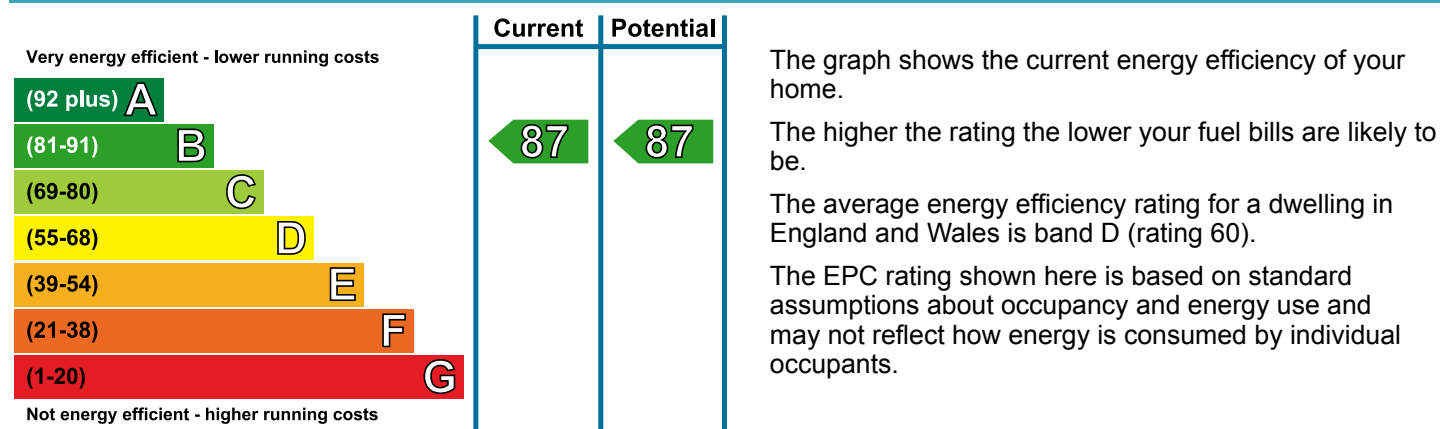 Current Potential
Very energy efficient - lower running costs
(92 plus) A
(81-91) B
87 87
(69-80) C
(55-68) D
(39-54) E
(21-38) F
(1-20) G
Not energy efficient - higher running costs
The graph shows the current energy efficiency of your
home.
The higher the rating the lower your fuel bills are likely to
be.
The average energy efficiency rating for a dwelling in
England and Wales is band D (rating 60).
The EPC rating shown here is based on standard
assumptions about occupancy and energy use and
may not reflect how energy is consumed by individual
occupants.